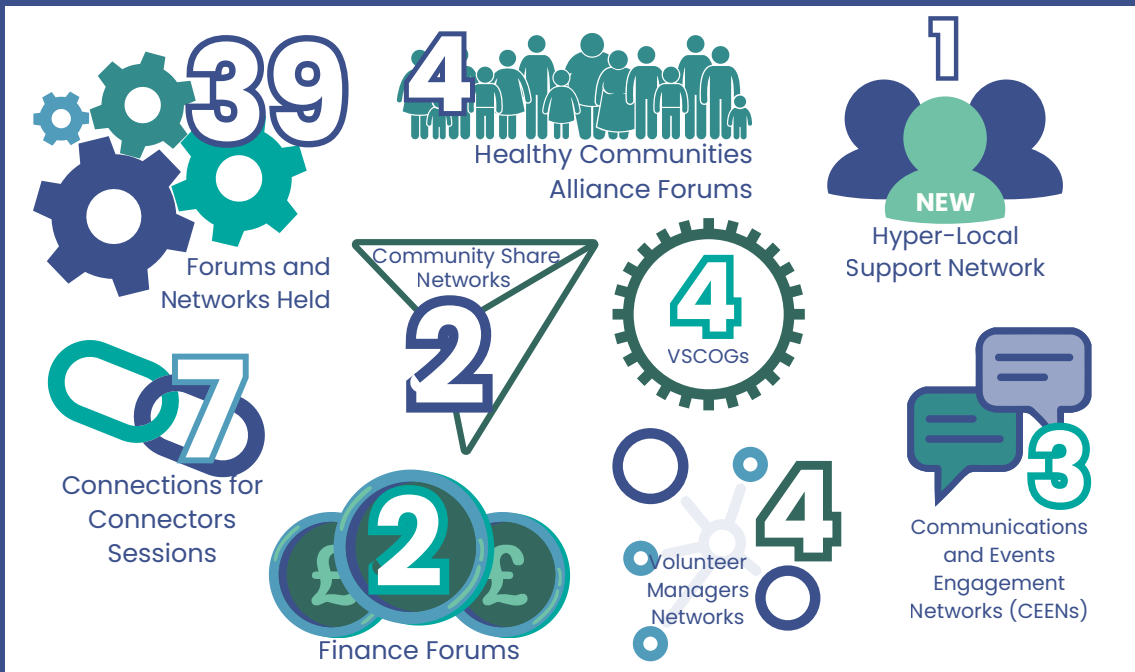 39
Forums and
Networks Held
4
Healthy Communities
Alliance Forums
1
NEW
Hyper-Local
Support Network
Community Share
Networks
2
4
VSCOGs
7
Connections for
Connectors
Sessions
£
2
£
Finance Forums
4
Volunteer
Managers
Networks
3
Communications
and Events
Engagement
Networks (CEENs)